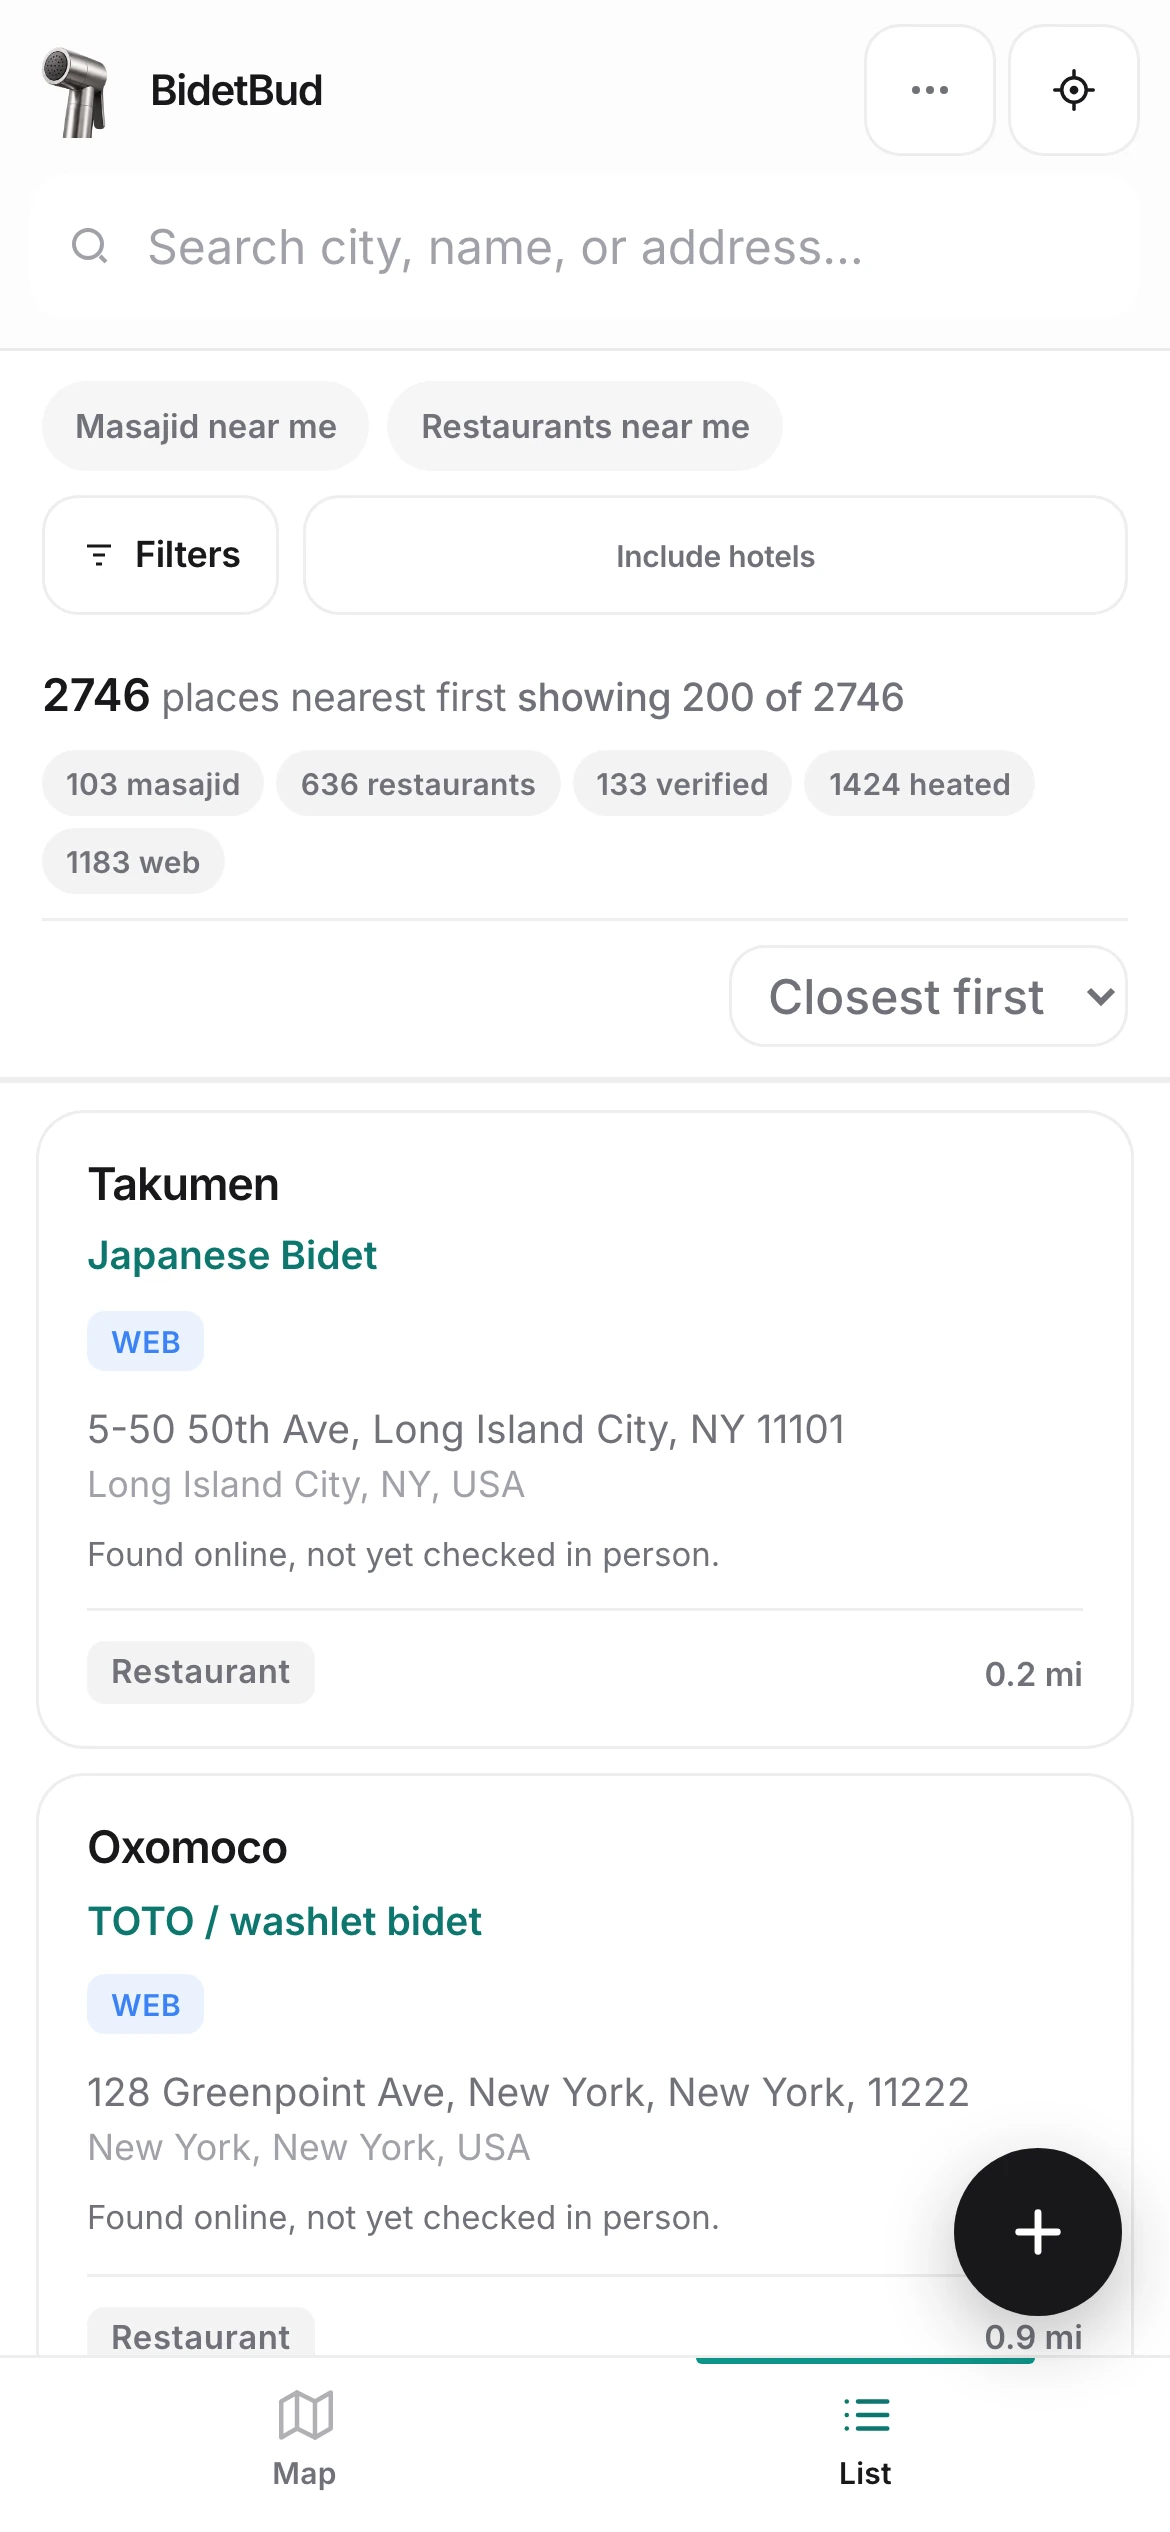 BidetBud
Search city, name, or address...
Masajid near me
Restaurants near me
Filters
Include hotels
2746 places nearest first showing 200 of 2746
103 masajid
636 restaurants
133 verified
1424 heated
1183 web
Closest first
Takumen
Japanese Bidet
WEB
5-50 50th Ave, Long Island City, NY 11101
Long Island City, NY, USA
Found online, not yet checked in person.
Restaurant
0.2 mi
Oxomoco
TOTO / washlet bidet
WEB
128 Greenpoint Ave, New York, New York, 11222
New York, New York, USA
Found online, not yet checked in person.
Restaurant
0.9 mi
Map
List